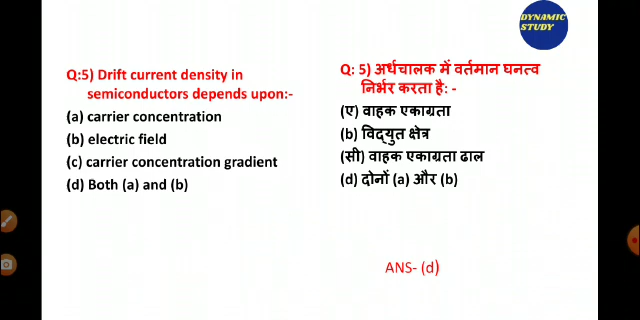 DYNAMIC
STUDY
Q:5) Drift current density in
semiconductors depends upon:-
(a) carrier concentration
(b) electric field
(c) carrier concentration gradient
(d) Both (a) and (b)
Q: 5) अर्धचालक में वर्तमान घनत्व
निर्भर करता है: -
(ए) वाहक एकाग्रता
(b) विद्युत क्षेत्र
(सी) वाहक एकाग्रता ढाल
(d) दोनों (a) और (b)
ANS- (d)